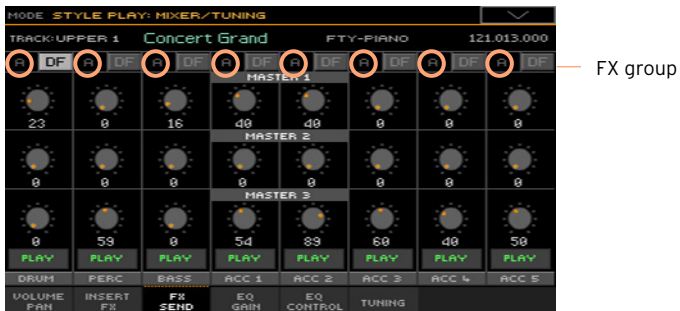 MODE STYLE PLAY: MIXER/TUNING
TRACK:UPPER 1 Concert Grand FTY-PIANO 121.013.000
A DF A DF A DF A DF A DF A DF A DF A DF
FX group
MASTER 1
23 0 16 40 40 0 0 0
MASTER 2
0 0 0 0 0 0 0 0
MASTER 3
0 59 0 54 89 60 40 50
PLAY PLAY PLAY PLAY PLAY PLAY PLAY PLAY
DRUM PERC BASS ACC 1 ACC 2 ACC 3 ACC 4 ACC 5
VOLUME PAN INSERT FX FX SEND EQ GAIN EQ CONTROL TUNING